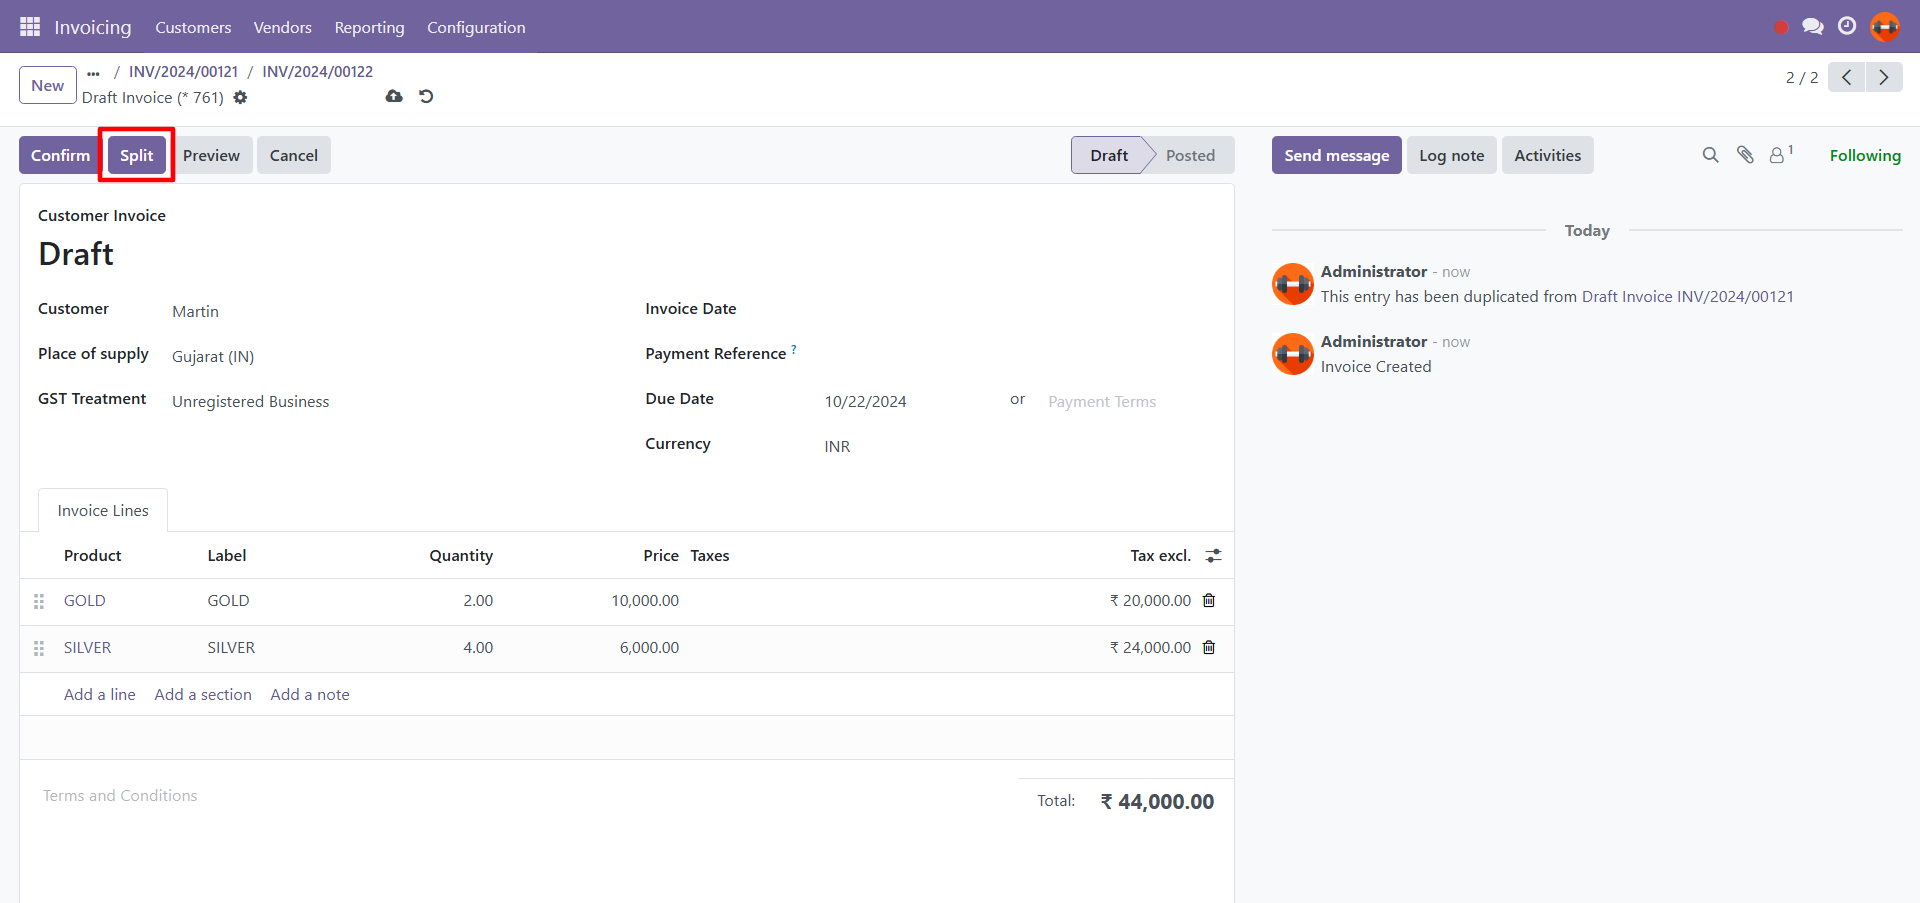 Invoicing Customers Vendors Reporting Configuration
New
... / INV/2024/00121 / INV/2024/00122
Draft Invoice (* 761)
2 / 2
Confirm Split Preview Cancel
Draft Posted
Send message Log note Activities
1
Following
Customer Invoice
Draft
Customer Martin
Place of supply Gujarat (IN)
GST Treatment Unregistered Business
Invoice Date
Payment Reference ?
Due Date 10/22/2024 or Payment Terms
Currency INR
Invoice Lines
Product Label Quantity Price Taxes Tax excl.
GOLD GOLD 2.00 10,000.00 ₹ 20,000.00
SILVER SILVER 4.00 6,000.00 ₹ 24,000.00
Add a line Add a section Add a note
Terms and Conditions
Total: ₹ 44,000.00
Today
Administrator - now
This entry has been duplicated from Draft Invoice INV/2024/00121
Administrator - now
Invoice Created